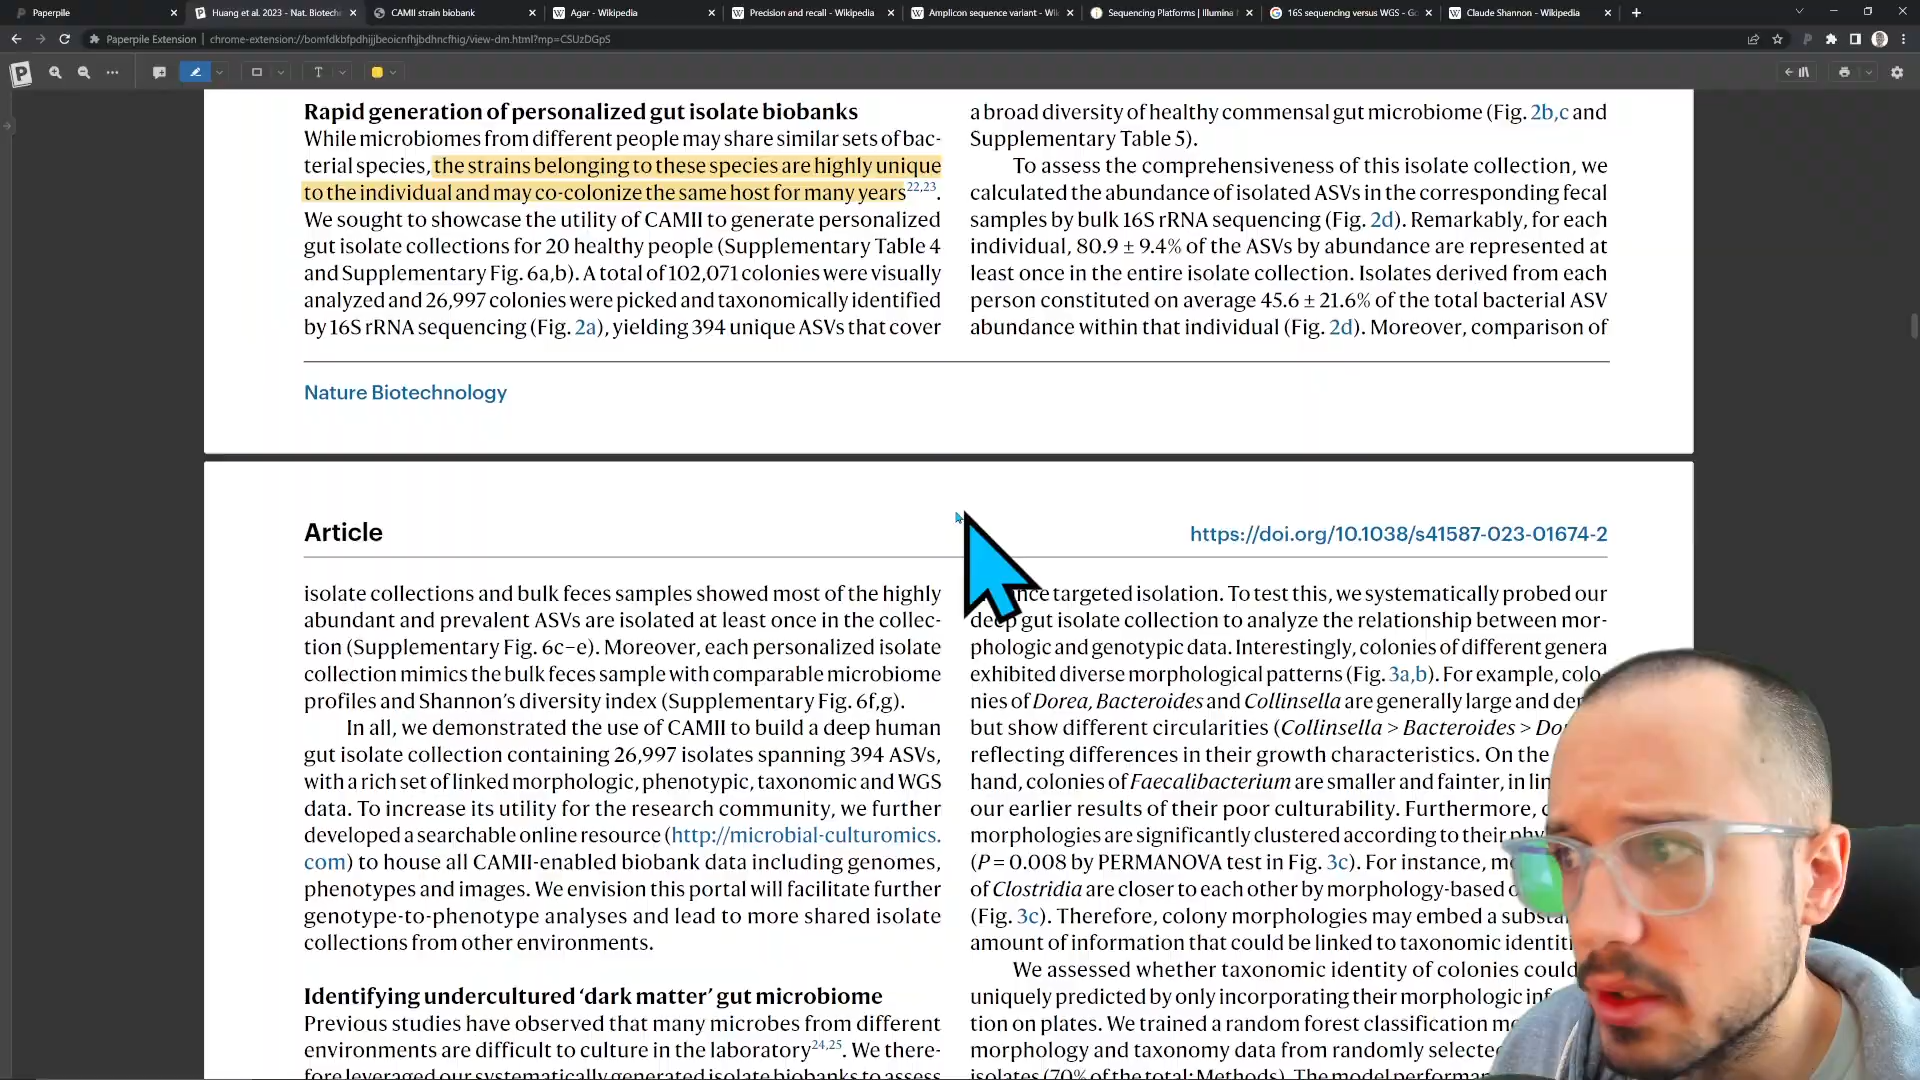 Paperpile
Huang et al. 2023 - Nat. Biotech
CAMII strain biobank
Agar - Wikipedia
Precision and recall - Wikipedia
Amplicon sequence variant - Wi
Sequencing Platforms | Illumina
16S sequencing versus WGS - Go
Claude Shannon - Wikipedia
Paperpile Extension
chrome-extension://bomfdkbfpdhijjbeoicnfhjbdhncfhig/view-dm.html?mp=CSUzDGpS
Rapid generation of personalized gut isolate biobanks
While microbiomes from different people may share similar sets of bac-
terial species, the strains belonging to these species are highly unique
to the individual and may co-colonize the same host for many years22,23.
We sought to showcase the utility of CAMII to generate personalized
gut isolate collections for 20 healthy people (Supplementary Table 4
and Supplementary Fig. 6a,b). A total of 102,071 colonies were visually
analyzed and 26,997 colonies were picked and taxonomically identified
by 16S rRNA sequencing (Fig. 2a), yielding 394 unique ASVs that cover
a broad diversity of healthy commensal gut microbiome (Fig. 2b,c and
Supplementary Table 5).
To assess the comprehensiveness of this isolate collection, we
calculated the abundance of isolated ASVs in the corresponding fecal
samples by bulk 16S rRNA sequencing (Fig. 2d). Remarkably, for each
individual, 80.9 ± 9.4% of the ASVs by abundance are represented at
least once in the entire isolate collection. Isolates derived from each
person constituted on average 45.6 ± 21.6% of the total bacterial ASV
abundance within that individual (Fig. 2d). Moreover, comparison of
Nature Biotechnology
Article
https://doi.org/10.1038/s41587-023-01674-2
isolate collections and bulk feces samples showed most of the highly
abundant and prevalent ASVs are isolated at least once in the collec-
tion (Supplementary Fig. 6c–e). Moreover, each personalized isolate
collection mimics the bulk feces sample with comparable microbiome
profiles and Shannon's diversity index (Supplementary Fig. 6f,g).
In all, we demonstrated the use of CAMII to build a deep human
gut isolate collection containing 26,997 isolates spanning 394 ASVs,
with a rich set of linked morphologic, phenotypic, taxonomic and WGS
data. To increase its utility for the research community, we further
developed a searchable online resource (http://microbial-culturomics.
com) to house all CAMII-enabled biobank data including genomes,
phenotypes and images. We envision this portal will facilitate further
genotype-to-phenotype analyses and lead to more shared isolate
collections from other environments.
Identifying undercultured 'dark matter' gut microbiome
Previous studies have observed that many microbes from different
environments are difficult to culture in the laboratory24,25. We there-
fore leveraged our systematically generated isolate biobanks to assess
targeted isolation. To test this, we systematically probed our
deep gut isolate collection to analyze the relationship between mor-
phologic and genotypic data. Interestingly, colonies of different genera
exhibited diverse morphological patterns (Fig. 3a,b). For example, colo-
nies of Dorea, Bacteroides and Collinsella are generally large and den
but show different circularities (Collinsella > Bacteroides > Do
reflecting differences in their growth characteristics. On the
hand, colonies of Faecalibacterium are smaller and fainter, in lin
our earlier results of their poor culturability. Furthermore, c
morphologies are significantly clustered according to their phy
(P = 0.008 by PERMANOVA test in Fig. 3c). For instance, m
of Clostridia are closer to each other by morphology-based
(Fig. 3c). Therefore, colony morphologies may embed a substa
amount of information that could be linked to taxonomic identiti
We assessed whether taxonomic identity of colonies could
uniquely predicted by only incorporating their morphologic inf
tion on plates. We trained a random forest classification m
morphology and taxonomy data from randomly selected
isolates (70% of the total; Methods). The model performan